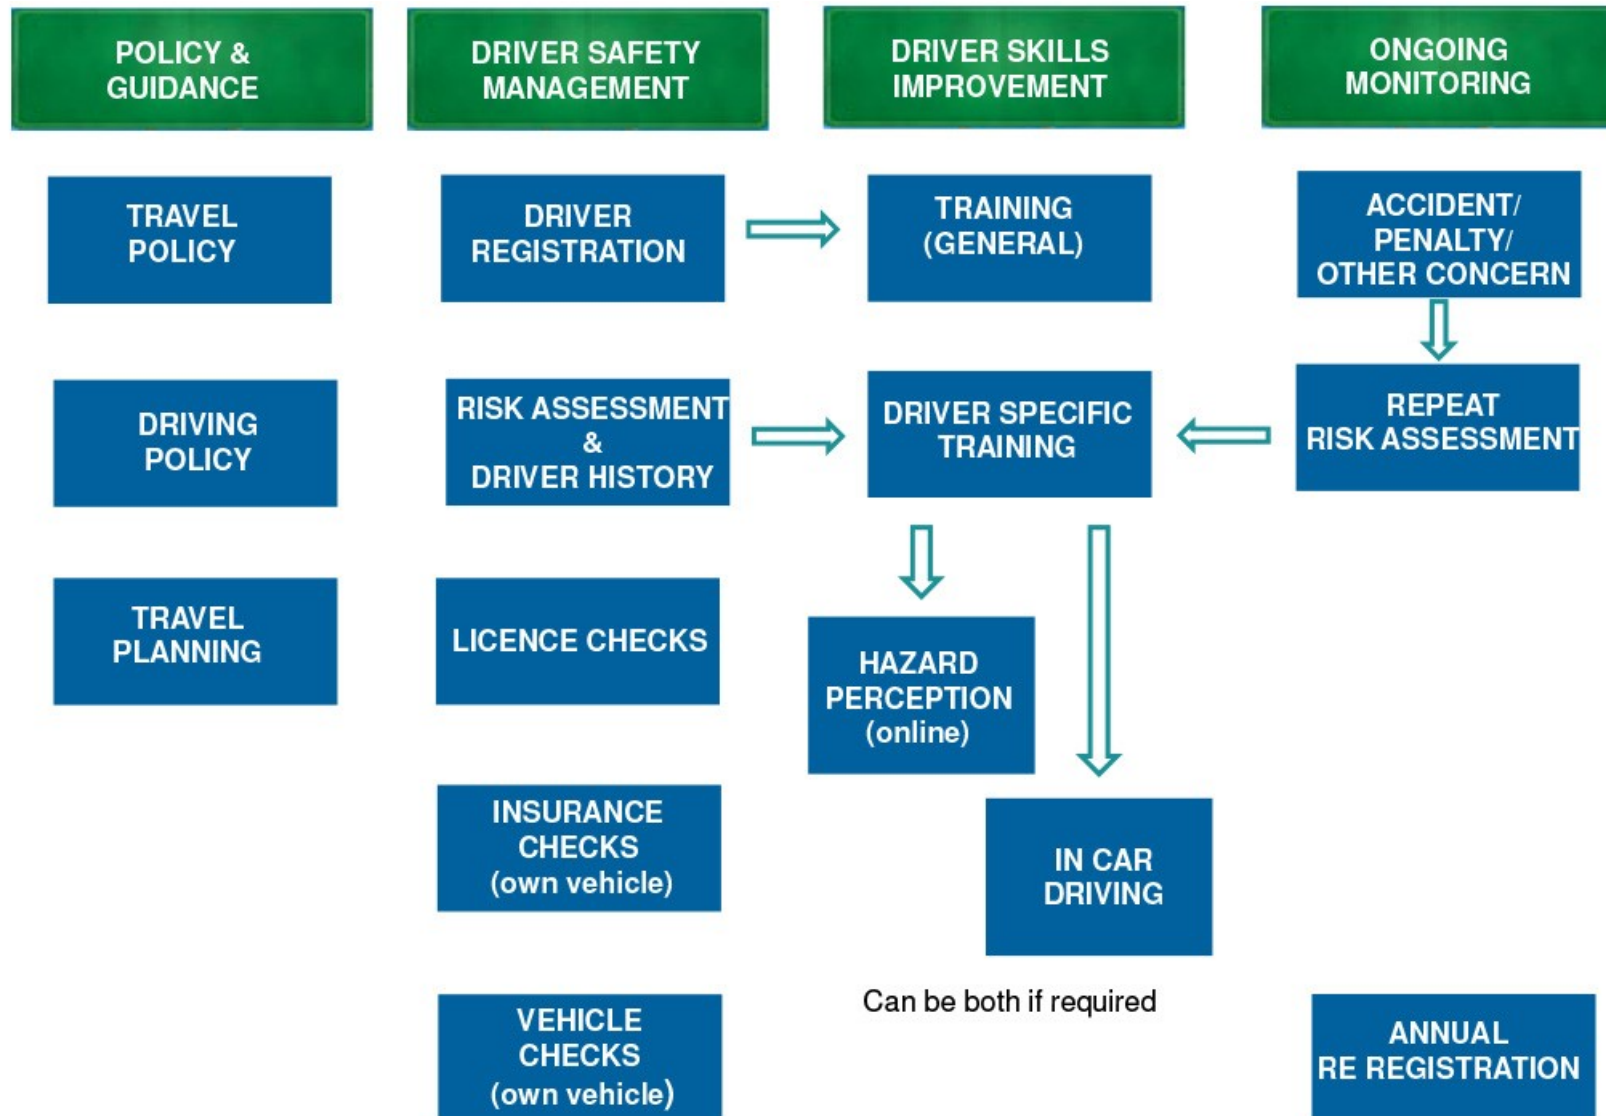 POLICY &
GUIDANCE
DRIVER SAFETY
MANAGEMENT
DRIVER SKILLS
IMPROVEMENT
ONGOING
MONITORING
TRAVEL
POLICY
DRIVER
REGISTRATION
TRAINING
(GENERAL)
ACCIDENT/
PENALTY/
OTHER CONCERN
DRIVING
POLICY
RISK ASSESSMENT
&
DRIVER HISTORY
DRIVER SPECIFIC
TRAINING
REPEAT
RISK ASSESSMENT
TRAVEL
PLANNING
LICENCE CHECKS
HAZARD
PERCEPTION
(online)
INSURANCE
CHECKS
(own vehicle)
IN CAR
DRIVING
Can be both if required
VEHICLE
CHECKS
(own vehicle)
ANNUAL
RE REGISTRATION